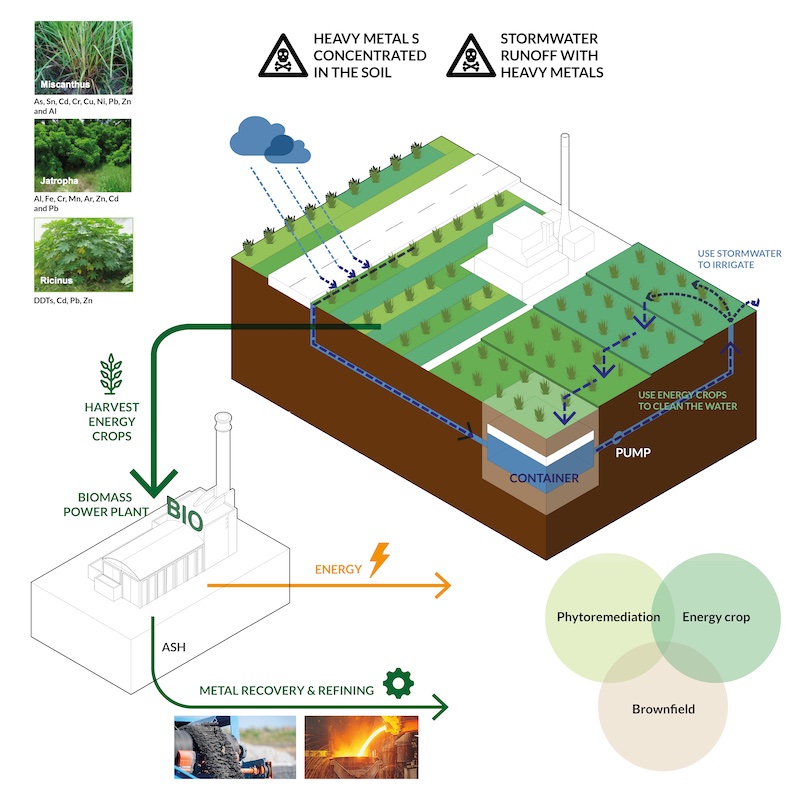 HEAVY METAL S
CONCENTRATED
IN THE SOIL
STORMWATER
RUNOFF WITH
HEAVY METALS
Miscanthus
As, Sn, Cd, Cr, Cu, Ni, Pb, Zn
and Al
Jatropha
Al, Fe, Cr, Mn, Ar, Zn, Cd
and Pb
Ricinus
DDTs, Cd, Pb, Zn
USE STORMWATER
TO IRRIGATE
USE ENERGY CROPS
TO CLEAN THE WATER
PUMP
CONTAINER
HARVEST
ENERGY
CROPS
BIOMASS
POWER PLANT
BIO
ENERGY
ASH
METAL RECOVERY & REFINING
Phytoremediation
Energy crop
Brownfield